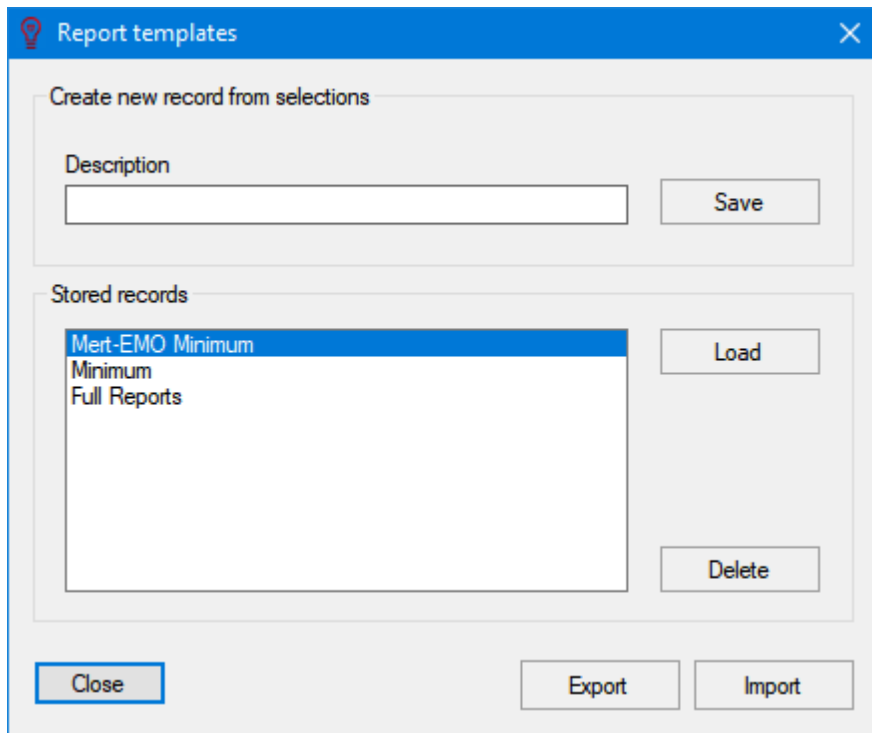 Report templates
Create new record from selections
Description
Save
Stored records
Mert-EMO Minimum
Minimum
Full Reports
Load
Delete
Close
Export
Import